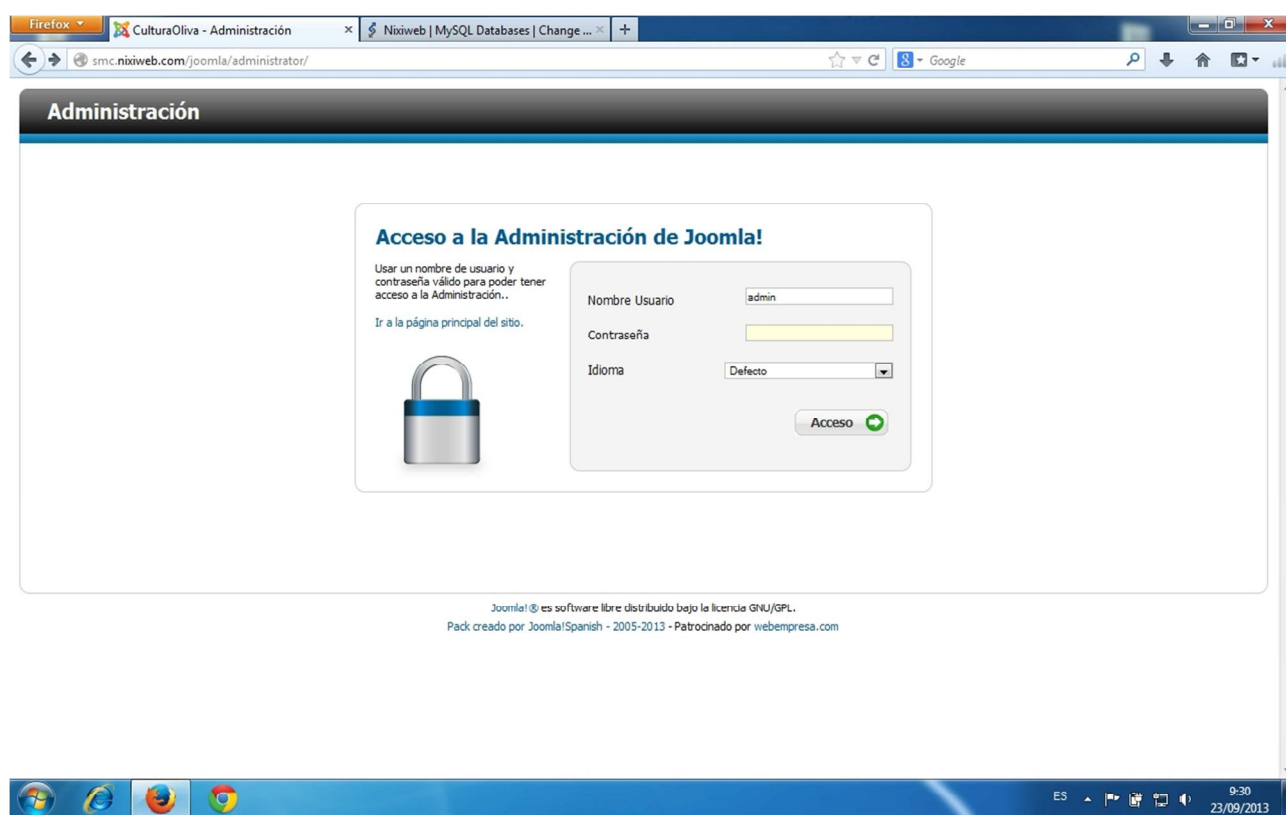 Firefox
CulturaOliva - Administración
Nixiweb | MySQL Databases | Change ...
smc.nixiweb.com/joomla/administrator/
Google
Administración
Acceso a la Administración de Joomla!
Usar un nombre de usuario y
contraseña válido para poder tener
acceso a la Administración..
Ir a la página principal del sitio.
Nombre Usuario
admin
Contraseña
Idioma
Defecto
Acceso
Joomla! ® es software libre distribuido bajo la licencia GNU/GPL.
Pack creado por Joomla!Spanish - 2005-2013 - Patrocinado por webempresa.com
ES
9:30
23/09/2013